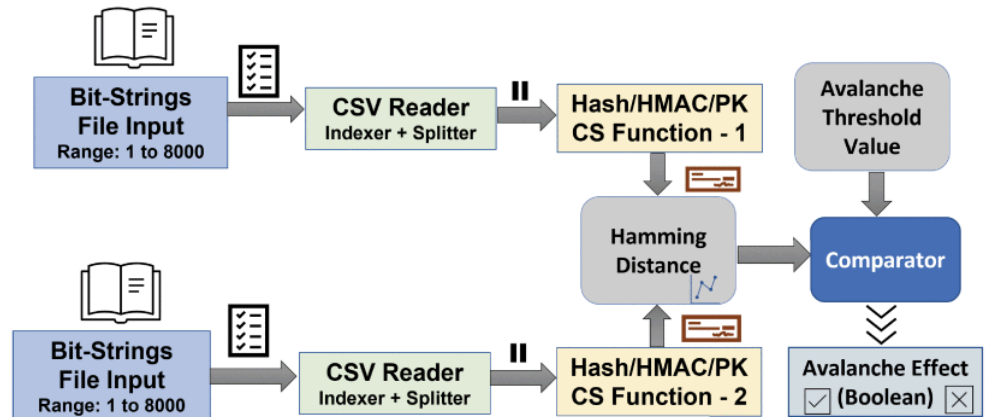 Bit-Strings
File Input
Range: 1 to 8000
CSV Reader
Indexer + Splitter
Hash/HMAC/PK
CS Function - 1
Avalanche
Threshold
Value
Hamming
Distance
Comparator
Bit-Strings
File Input
Range: 1 to 8000
CSV Reader
Indexer + Splitter
Hash/HMAC/PK
CS Function - 2
Avalanche Effect
(Boolean)